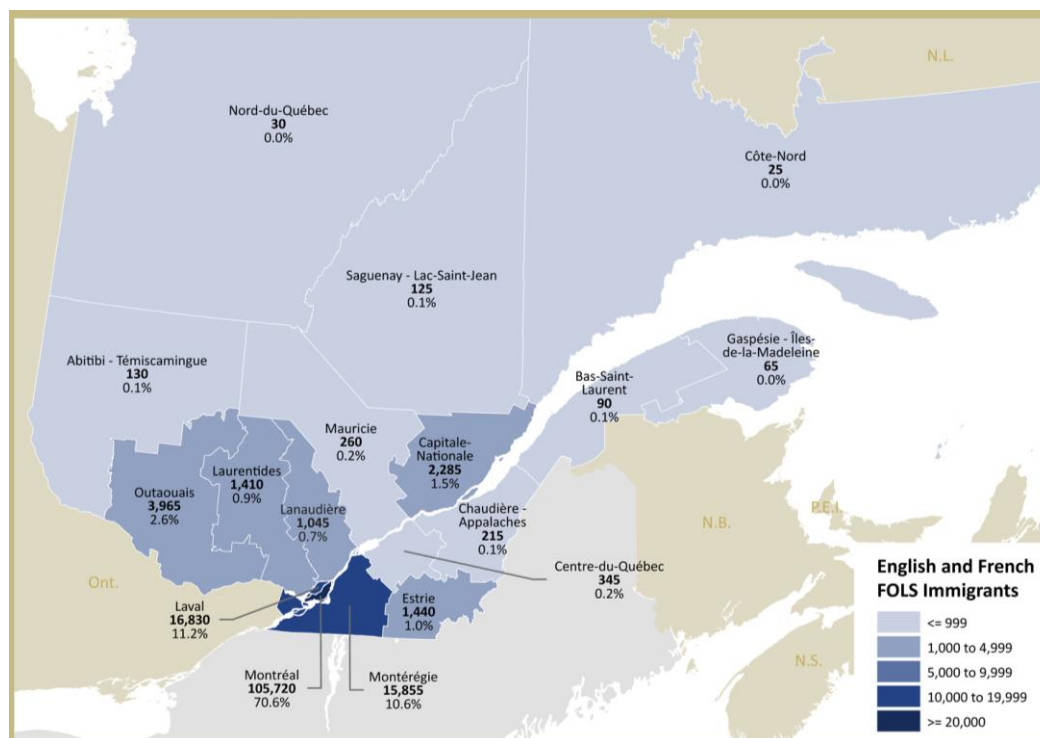 N.L.
Nord-du-Québec
30
0.0%
Côte-Nord
25
0.0%
Saguenay - Lac-Saint-Jean
125
0.1%
Gaspésie - Îles-
de-la-Madeleine
65
0.0%
Abitibi - Témiscamingue
130
0.1%
Bas-Saint-
Laurent
90
0.1%
Mauricie
260
0.2%
Capitale-
Nationale
2,285
1.5%
Laurentides
1,410
0.9%
Outaouais
3,965
2.6%
Lanaudière
1,045
0.7%
Chaudière -
Appalaches
215
0.1%
P.E.I.
N.B.
Centre-du-Québec
345
0.2%
Ont.
Estrie
1,440
1.0%
Laval
16,830
11.2%
Montréal
105,720
70.6%
Montérégie
15,855
10.6%
N.S.
English and French
FOLS Immigrants
<= 999
1,000 to 4,999
5,000 to 9,999
10,000 to 19,999
>= 20,000